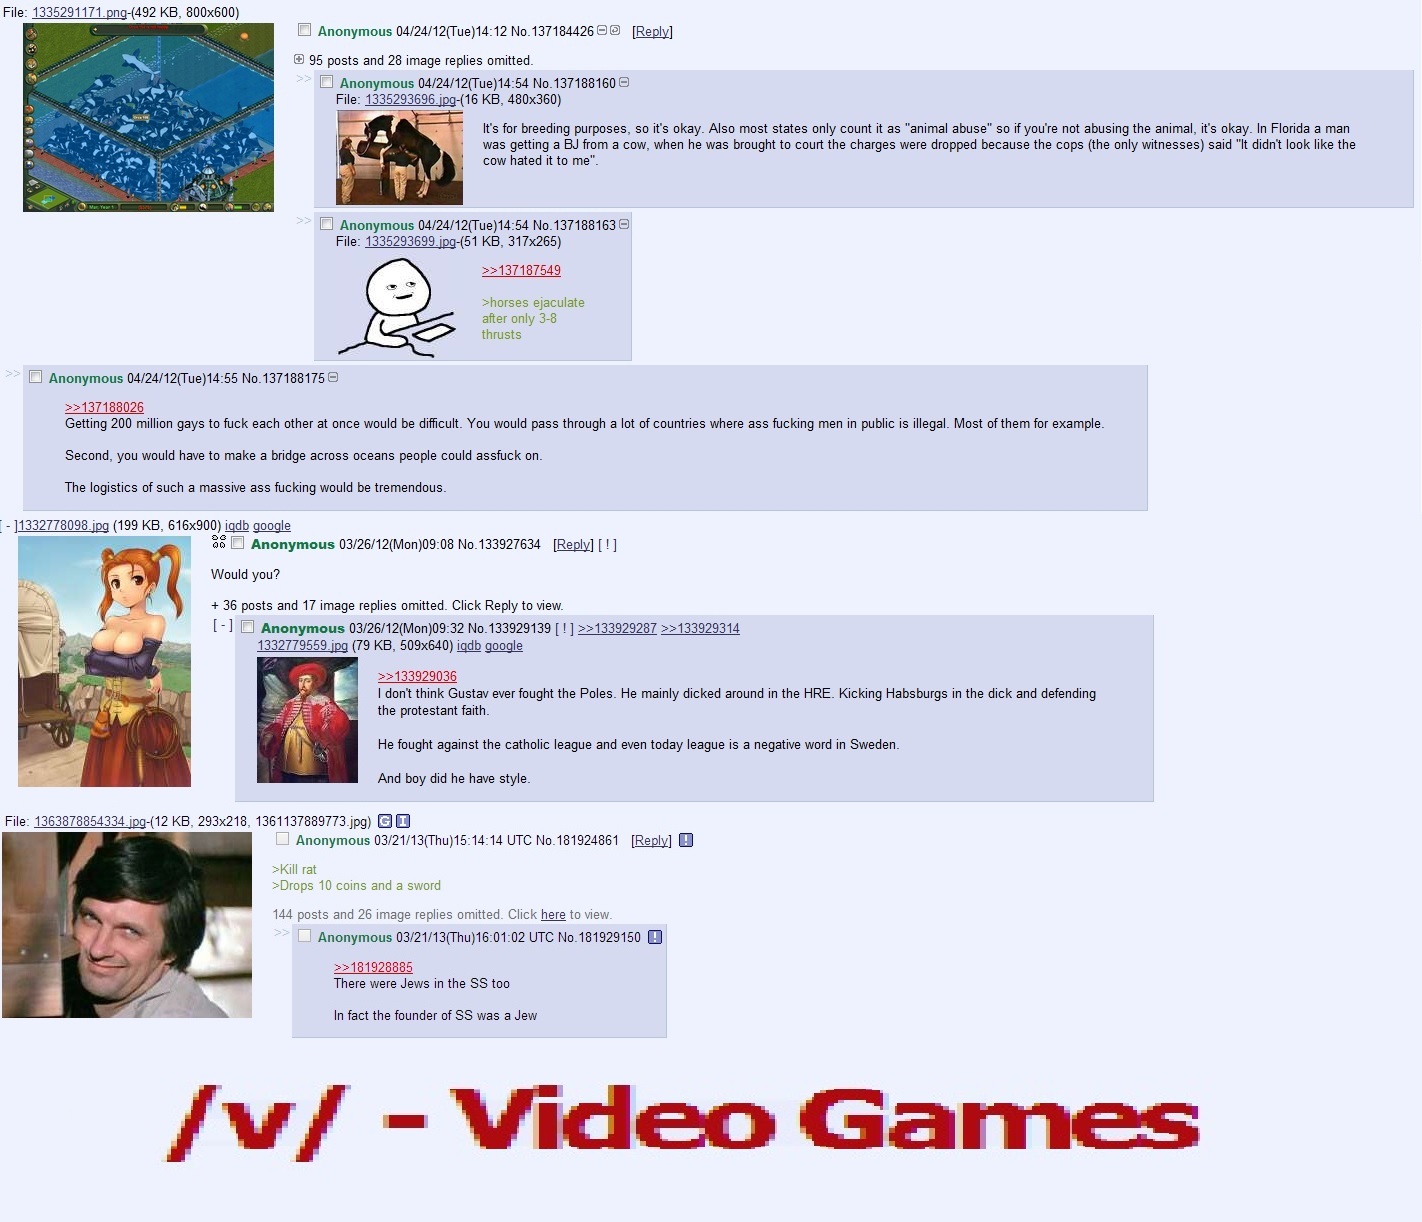 File: 1335291171.png-(492 KB, 800x600)
Anonymous 04/24/12(Tue)14:12 No.137184426 [Reply]
95 posts and 28 image replies omitted.
>> Anonymous 04/24/12(Tue)14:54 No.137188160
File: 1335293696.jpg-(16 KB, 480x360)
It's for breeding purposes, so it's okay. Also most states only count it as "animal abuse" so if you're not abusing the animal, it's okay. In Florida a man
was getting a BJ from a cow, when he was brought to court the charges were dropped because the cops (the only witnesses) said "It didn't look like the
cow hated it to me".
>> Anonymous 04/24/12(Tue)14:54 No.137188163
File: 1335293699.jpg-(51 KB, 317x265)
>>137187549
>horses ejaculate
after only 3-8
thrusts
>> Anonymous 04/24/12(Tue)14:55 No.137188175
>>137188026
Getting 200 million gays to fuck each other at once would be difficult. You would pass through a lot of countries where ass fucking men in public is illegal. Most of them for example.
Second, you would have to make a bridge across oceans people could assfuck on.
The logistics of such a massive ass fucking would be tremendous.
[ - ]1332778098.jpg (199 KB, 616x900) iqdb google
Anonymous 03/26/12(Mon)09:08 No.133927634 [Reply] [ ! ]
Would you?
+ 36 posts and 17 image replies omitted. Click Reply to view.
[ - ] Anonymous 03/26/12(Mon)09:32 No.133929139 [ ! ] >>133929287 >>133929314
1332779559.jpg (79 KB, 509x640) iqdb google
>>133929036
I don't think Gustav ever fought the Poles. He mainly dicked around in the HRE. Kicking Habsburgs in the dick and defending
the protestant faith.
He fought against the catholic league and even today league is a negative word in Sweden.
And boy did he have style.
File: 1363878854334.jpg-(12 KB, 293x218, 1361137889773.jpg) G I
Anonymous 03/21/13(Thu)15:14:14 UTC No.181924861 [Reply] !
>Kill rat
>Drops 10 coins and a sword
144 posts and 26 image replies omitted. Click here to view.
>> Anonymous 03/21/13(Thu)16:01:02 UTC No.181929150 !
>>181928885
There were Jews in the SS too
In fact the founder of SS was a Jew
/v/ - Video Games